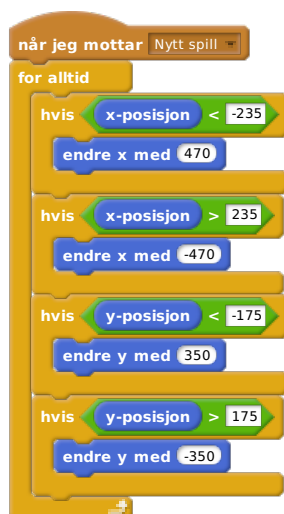 når jeg mottar Nytt spill
for alltid
hvis x-posisjon < -235
endre x med 470
hvis x-posisjon > 235
endre x med -470
hvis y-posisjon < -175
endre y med 350
hvis y-posisjon > 175
endre y med -350